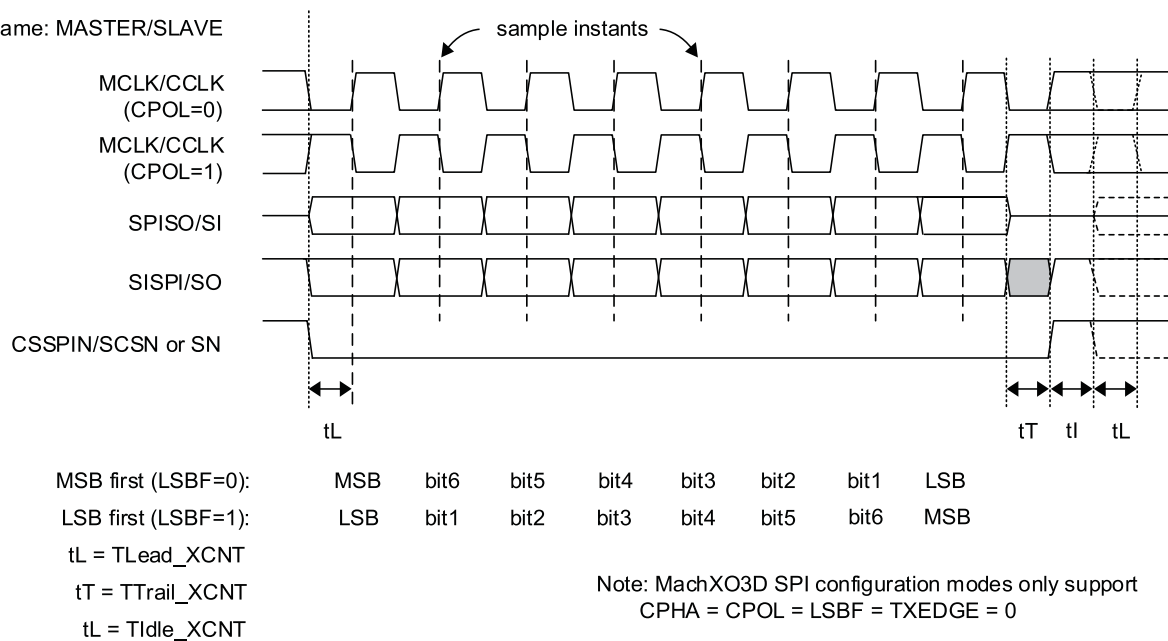 ame: MASTER/SLAVE
sample instants
MCLK/CCLK
(CPOL=0)
MCLK/CCLK
(CPOL=1)
SPISO/SI
SISPI/SO
CSSPIN/SCSN or SN
tL tT tI tL
MSB first (LSBF=0): MSB bit6 bit5 bit4 bit3 bit2 bit1 LSB
LSB first (LSBF=1): LSB bit1 bit2 bit3 bit4 bit5 bit6 MSB
tL = TLead_XCNT
tT = TTrail_XCNT
tL = TIdle_XCNT
Note: MachXO3D SPI configuration modes only support
CPHA = CPOL = LSBF = TXEDGE = 0